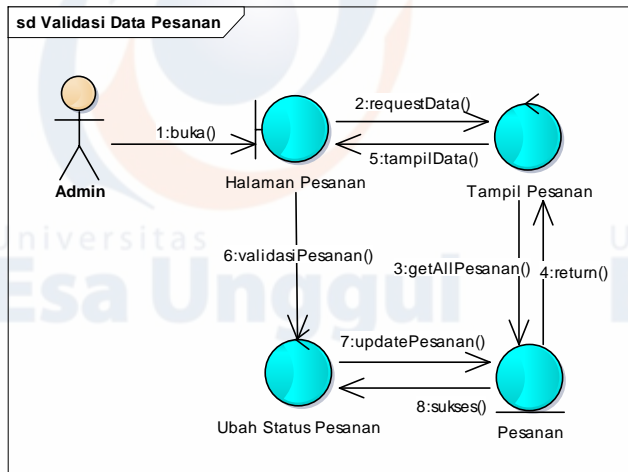 sd Validasi Data Pesanan
2:requestData()
1:buka()
5:tampilData()
Halaman Pesanan
Tampil Pesanan
Admin
Universitas
Esa Unggul
6:validasiPesanan()
3:getAllPesanan()
4:return()
7:updatePesanan()
8:sukses()
Ubah Status Pesanan
Pesanan